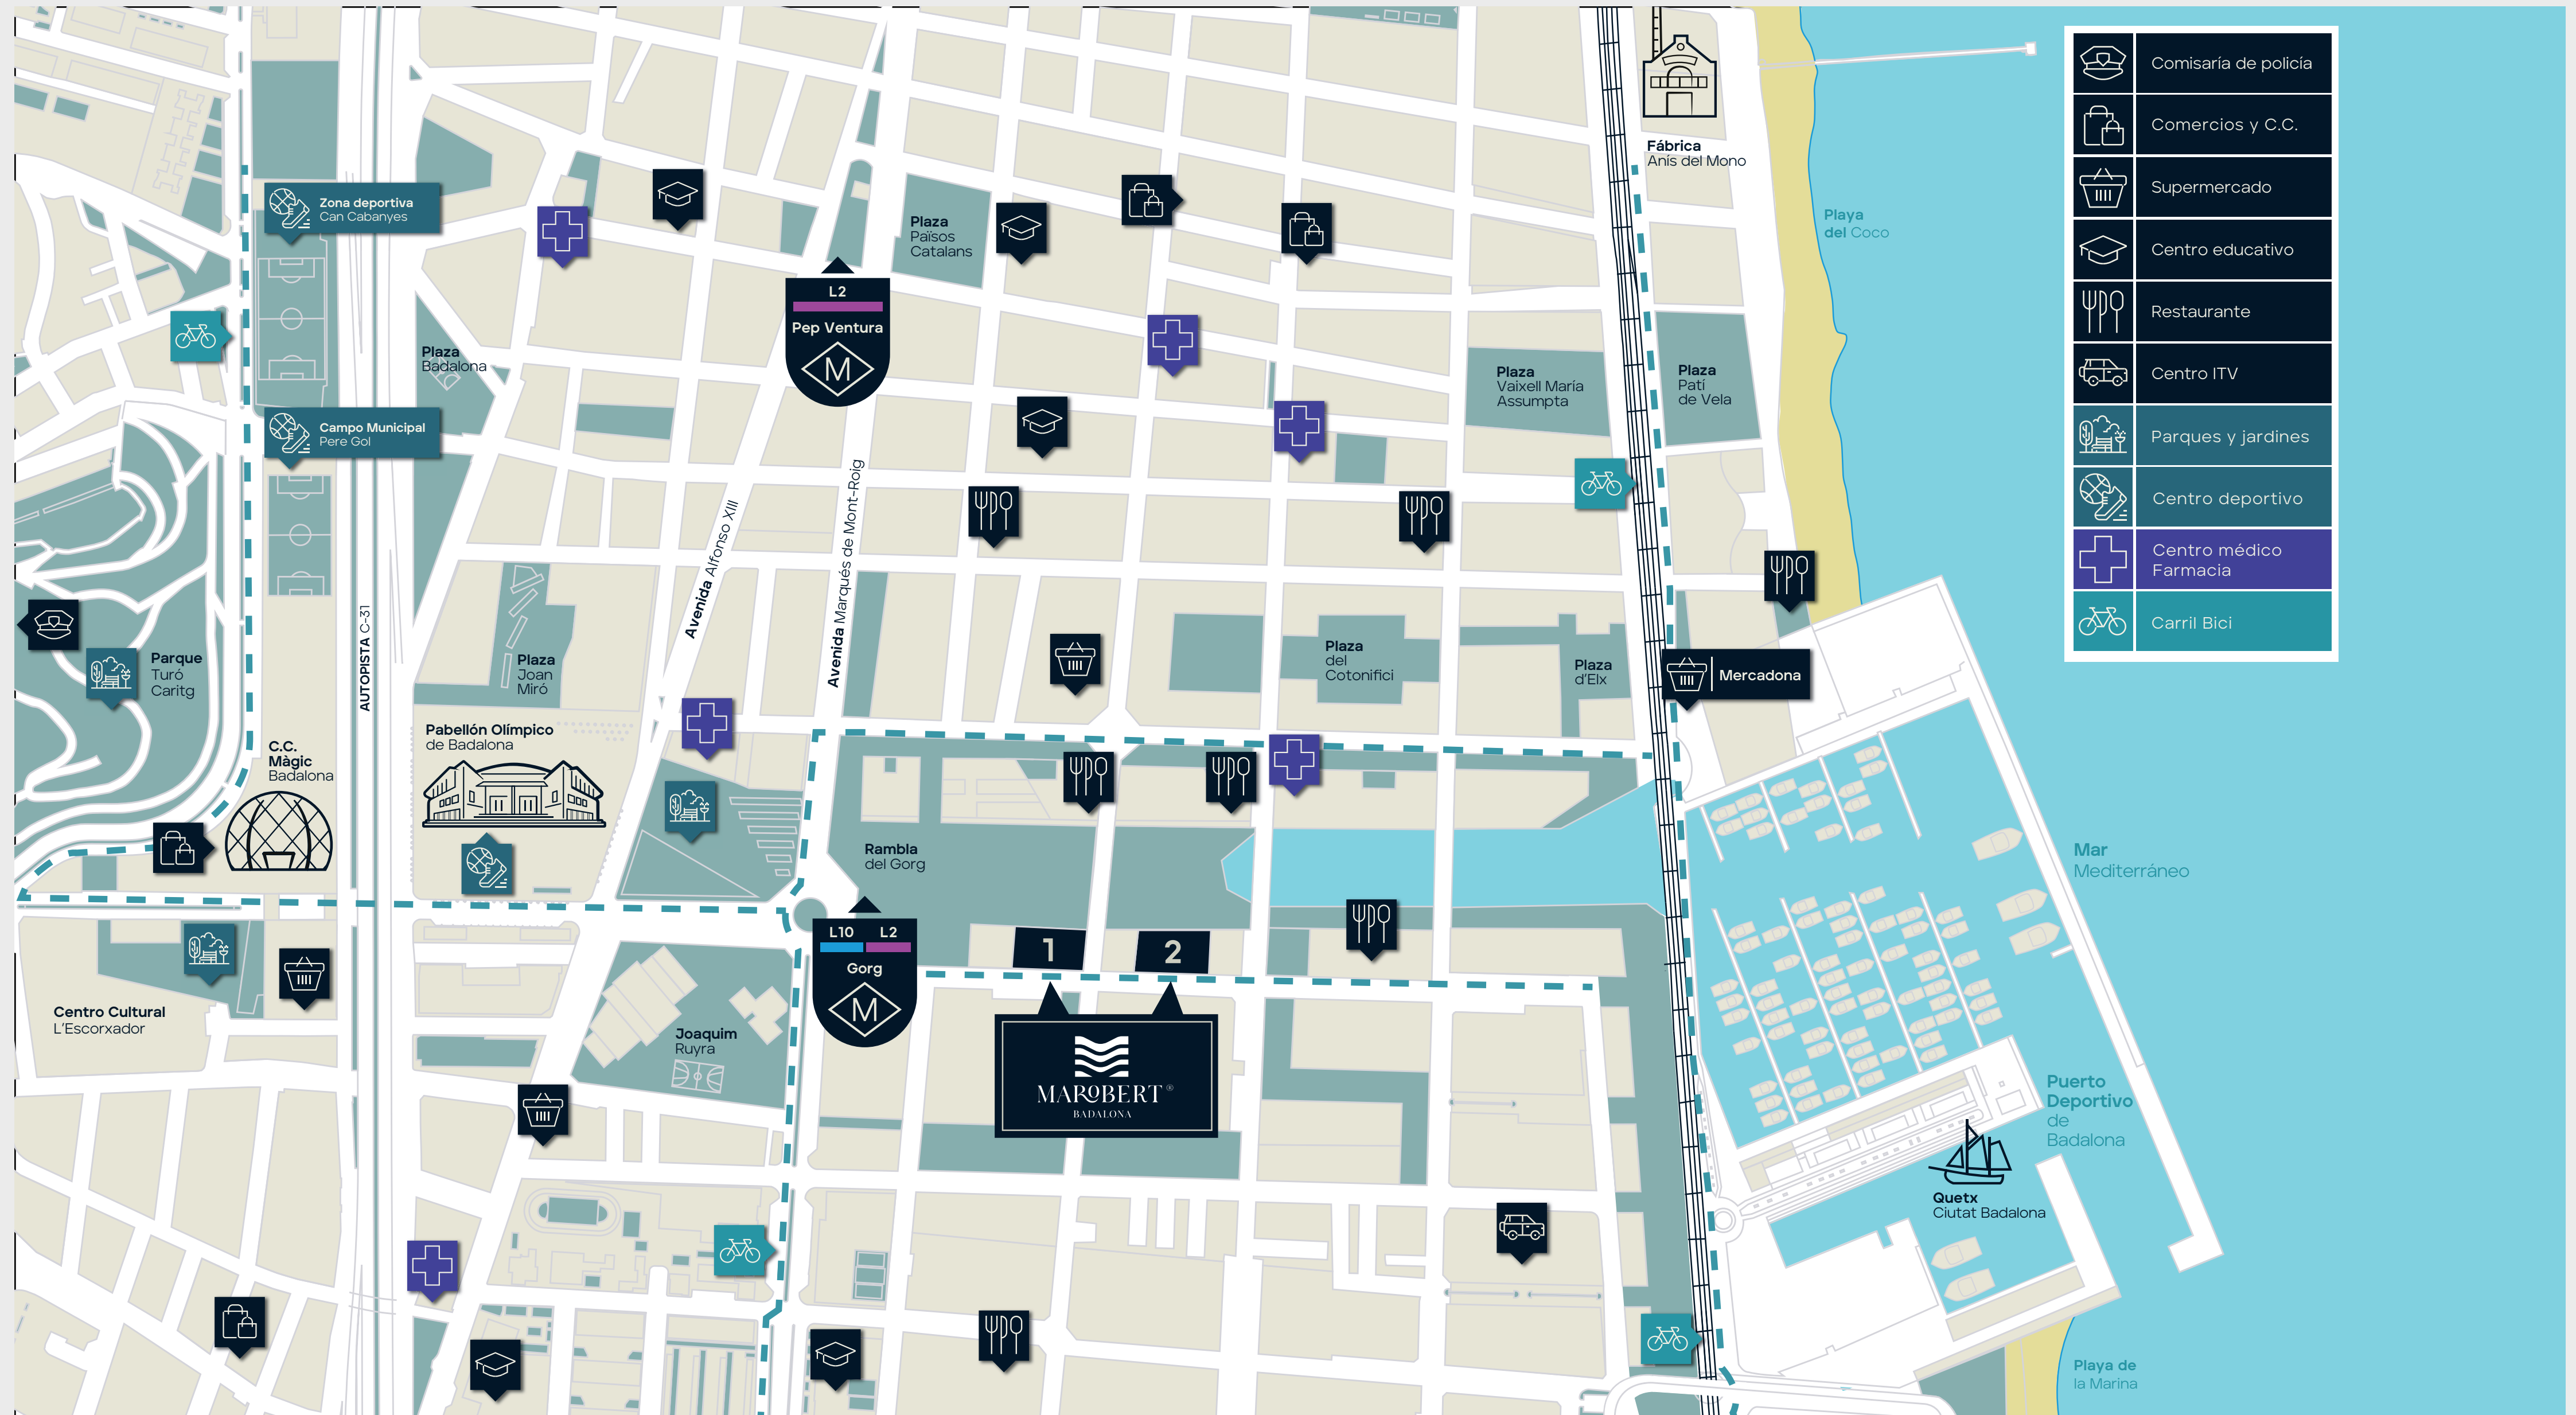 Fábrica
Anís del Mono
Comisaría de policía
Comercios y C.C.
Supermercado
Centro educativo
Restaurante
Centro ITV
Parques y jardines
Centro deportivo
Centro médico
Farmacia
Carril Bici
Zona deportiva
Can Cabanyes
Plaza
Països
Catalans
Playa
del Coco
L2
Pep Ventura
M
Plaza
Badalona
Plaza
Vaixell María
Assumpta
Plaza
Patí
de Vela
Campo Municipal
Pere Gol
Avenida Alfonso XIII
Avenida Marqués de Mont-Roig
AUTOPISTA C-31
Parque
Turó
Caritg
Plaza
Joan
Miró
Plaza
del
Cotonifici
Plaza
d'Elx
Mercadona
Pabellón Olímpico
de Badalona
C.C.
Màgic
Badalona
Rambla
del Gorg
Mar
Mediterráneo
L10 L2
Gorg
M
1
2
Centro Cultural
L'Escorxador
Joaquim
Ruyra
MAROBERT®
BADALONA
Puerto
Deportivo
de
Badalona
Quetx
Ciutat Badalona
Playa de
la Marina